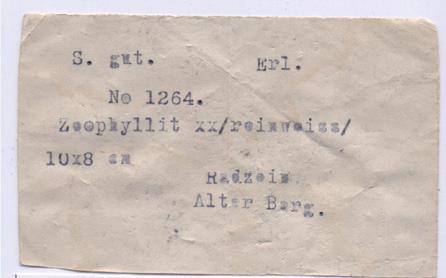 S. gut. Erl.
No 1264.
Zeophyllit xx/reinweiss/
10x8 cm
Radzein
Alter Berg.